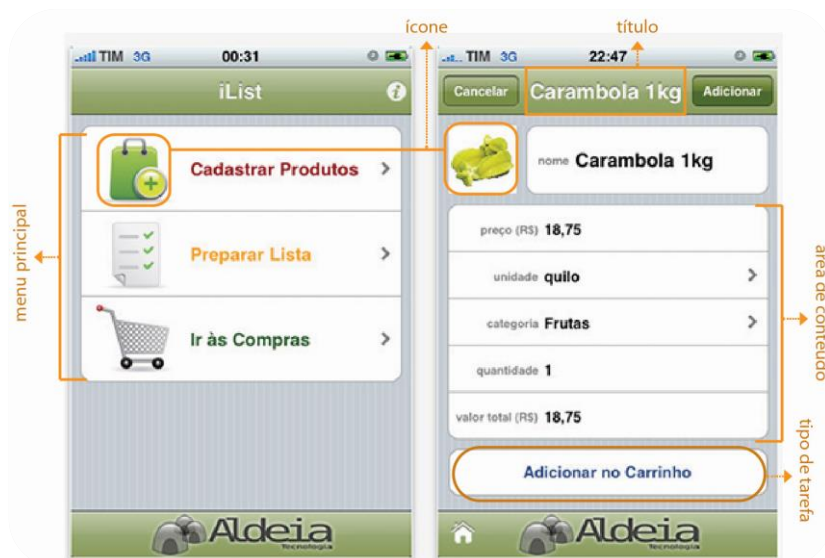 ícone
título
TIM 3G 00:31
TIM 3G 22:47
iList
Cancelar Carambola 1kg Adicionar
menu principal
Cadastrar Produtos
Preparar Lista
Ir às Compras
nome Carambola 1kg
preço (R$) 18,75
unidade quilo
categoria Frutas
quantidade 1
valor total (R$) 18,75
área de conteúdo
Adicionar no Carrinho
tipo de tarefa
Aldeia
Tecnologia
Aldeia
Tecnologia